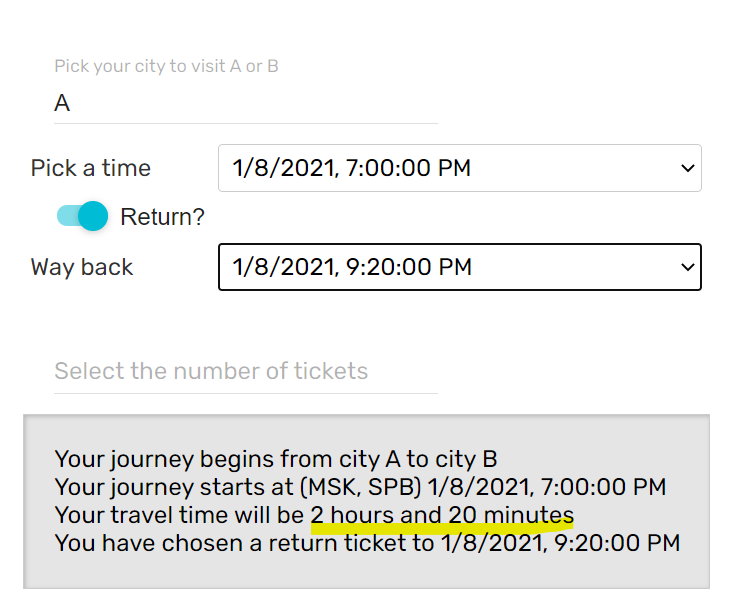 Pick your city to visit A or B
A
Pick a time 1/8/2021, 7:00:00 PM
Return?
Way back 1/8/2021, 9:20:00 PM
Select the number of tickets
Your journey begins from city A to city B
Your journey starts at (MSK, SPB) 1/8/2021, 7:00:00 PM
Your travel time will be 2 hours and 20 minutes
You have chosen a return ticket to 1/8/2021, 9:20:00 PM